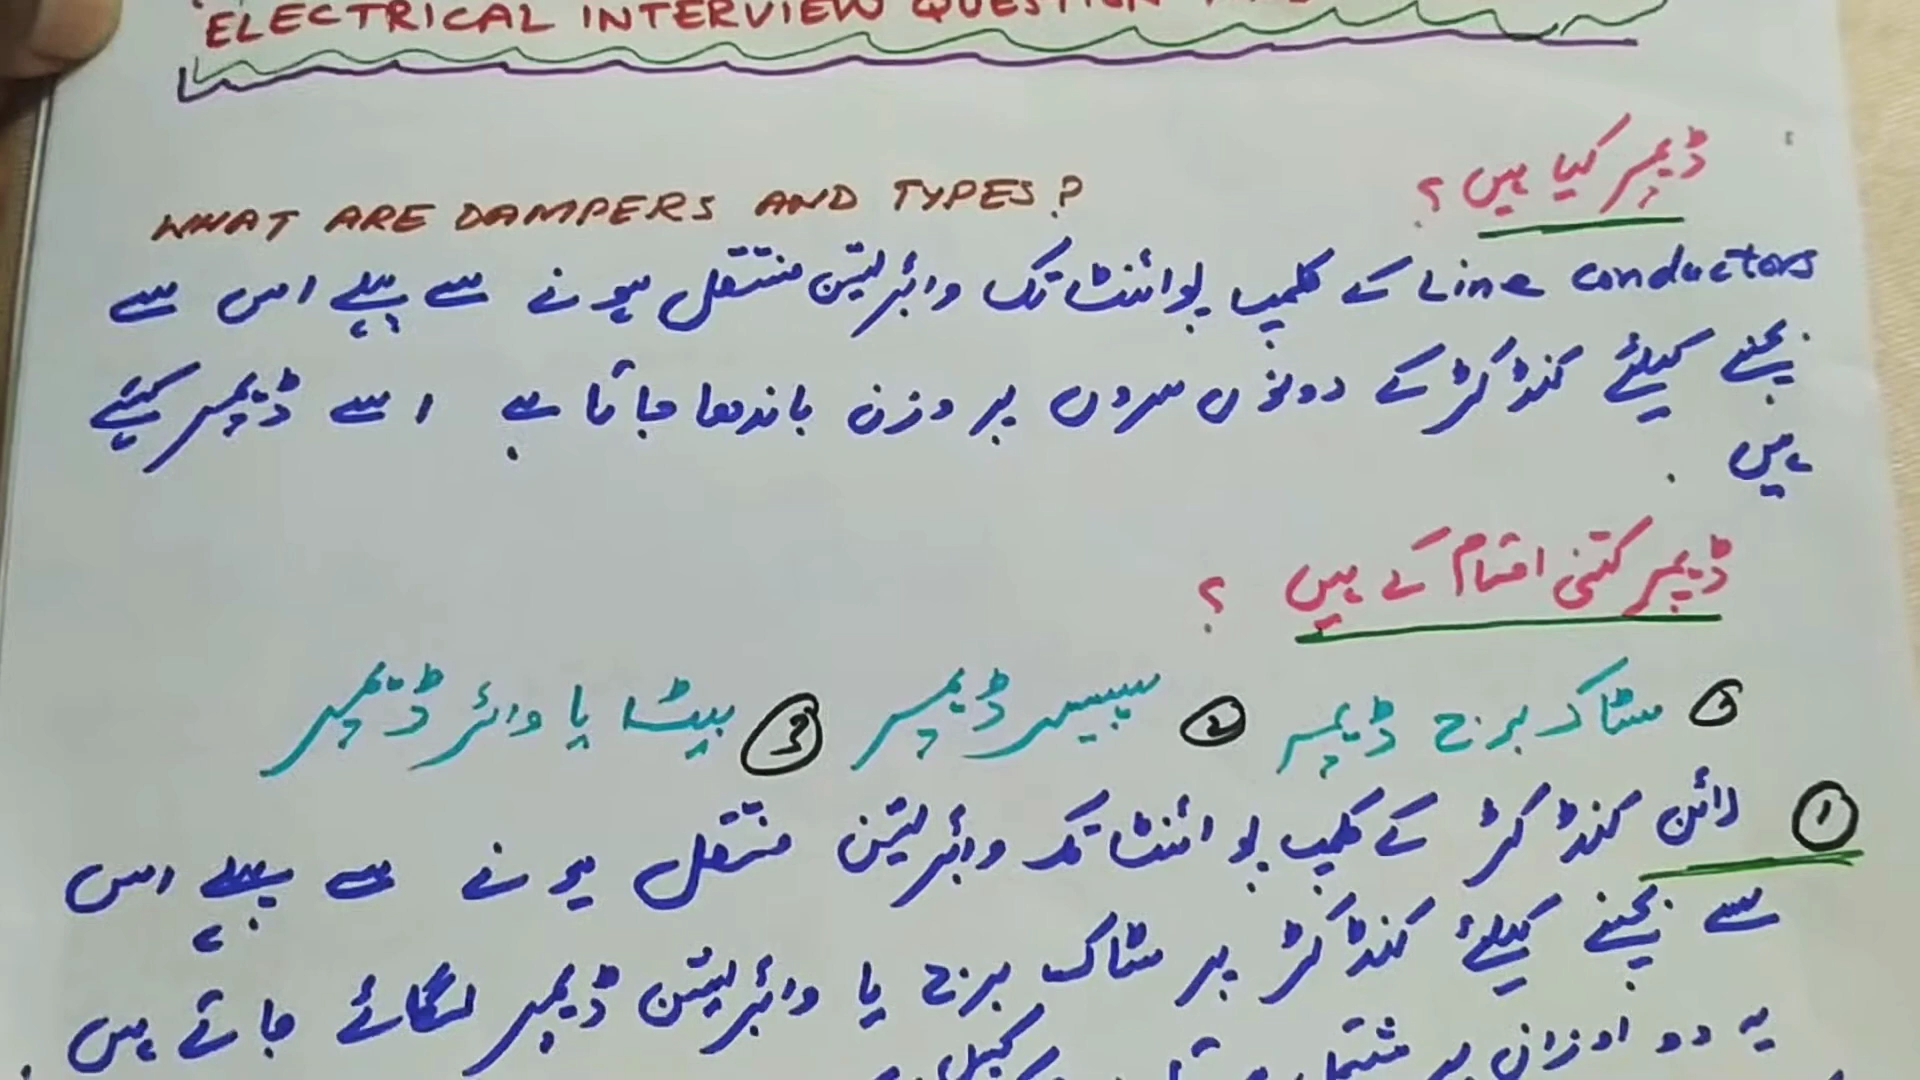 ELECTRICAL INTERVIEW QUESTION
ڈیمپر کیا ہیں ؟
WHAT ARE DAMPERS AND TYPES?
Line conductors کے کلیمپ پوائنٹ تک وائبریشن منتقل ہونے سے پہلے اس سے
بچنے کیلئے کنڈکٹر کے دونوں سروں پر وزن باندھا جاتا ہے اسے ڈیمپر کہتے
ہیں
ڈیمپر کتنی اقسام کے ہیں ؟
① سٹاک برج ڈیمپر ② سپیسر ڈیمپر ③ بیٹا یا وائر ڈیمپر
① لائن کنڈکٹر کے کلیمپ پوائنٹ تک وائبریشن منتقل ہونے سے پہلے اس
سے بچنے کیلئے کنڈکٹر پر سٹاک برج یا وائبریشن ڈیمپر لگائے جاتے ہیں
یہ دو اوزان پر مشتمل